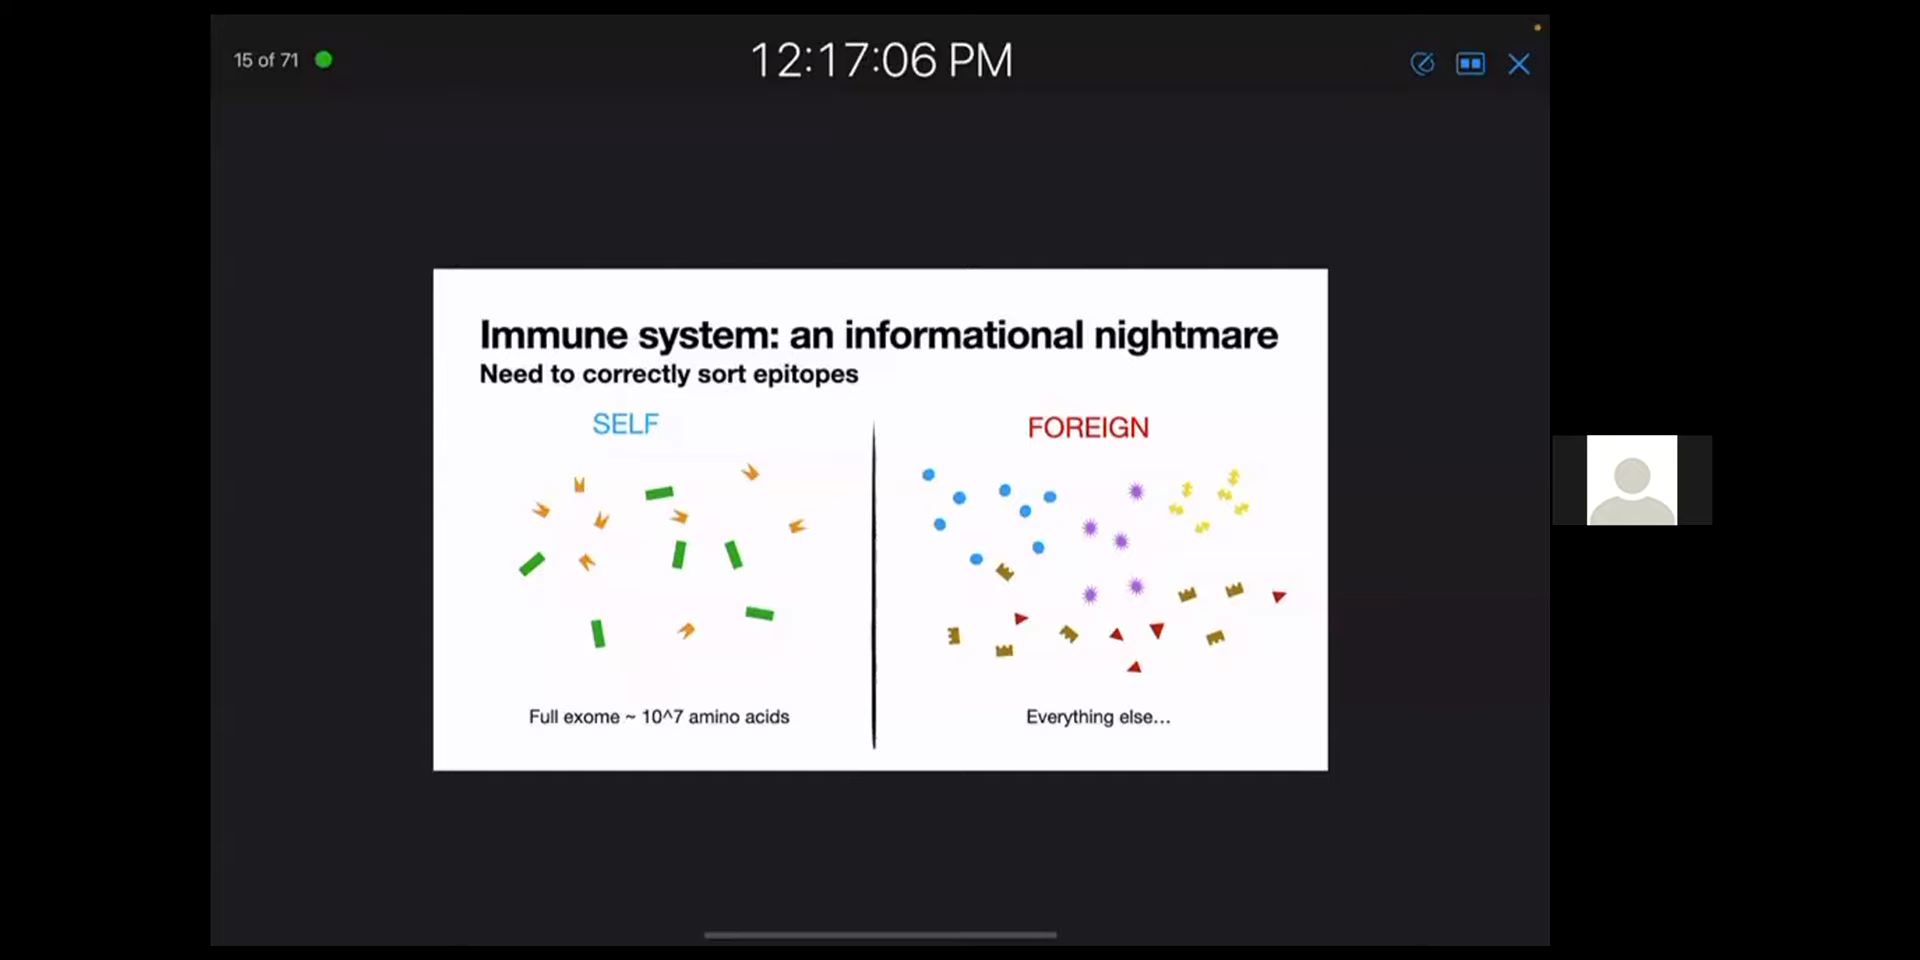 15 of 71
12:17:06 PM
Immune system: an informational nightmare
Need to correctly sort epitopes
SELF
FOREIGN
Full exome ~ 10^7 amino acids
Everything else...